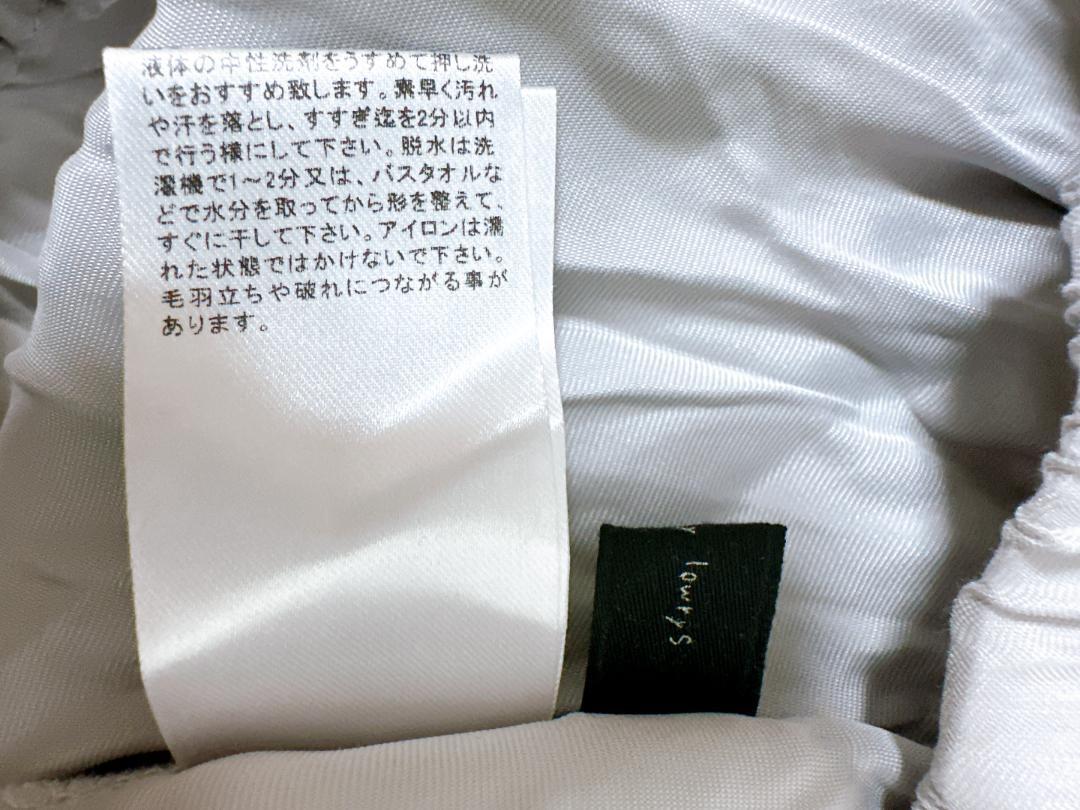 液体の中性洗剤をうすめて押し洗
いをおすすめ致します。素早く汚れ
や汗を落とし、すすぎ迄を2分以内
で行う様にして下さい。脱水は洗
濯機で1〜2分又は、バスタオルな
どで水分を取ってから形を整えて、
すぐに干して下さい。アイロンは濡
れた状態ではかけないで下さい。
毛羽立ちや破れにつながる事が
あります。
y lowrys